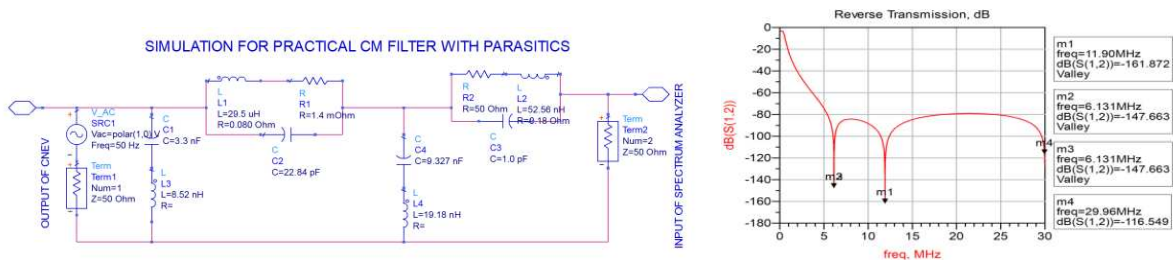 SIMULATION FOR PRACTICAL CM FILTER WITH PARASITICS
OUTPUT OF CNEV
V_AC
SRC1
Vac=polar(1,0) V
Freq=50 Hz
Term
Term1
Num=1
Z=50 Ohm
C
C1
C=3.3 nF
L
L3
L=8.52 nH
R=
L
L1
L=29.5 uH
R=0.080 Ohm
R
R1
R=1.4 mOhm
C
C2
C=22.84 pF
C
C4
C=9.327 nF
L
L4
L=19.18 nH
R=
R
R2
R=50 Ohm
L
L2
L=52.56 nH
R=0.18 Ohm
C
C3
C=1.0 pF
Term
Term2
Num=2
Z=50 Ohm
INPUT OF SPECTRUM ANALYZER
Reverse Transmission, dB
dB(S(1,2))
0
-20
-40
-60
-80
-100
-120
-140
-160
-180
m1
m4
0 5 10 15 20 25 30
freq, MHz
m1
freq=11.90MHz
dB(S(1,2))=-161.872
Valley
m2
freq=6.131MHz
dB(S(1,2))=-147.663
Valley
m3
freq=6.131MHz
dB(S(1,2))=-147.663
Valley
m4
freq=29.96MHz
dB(S(1,2))=-116.549